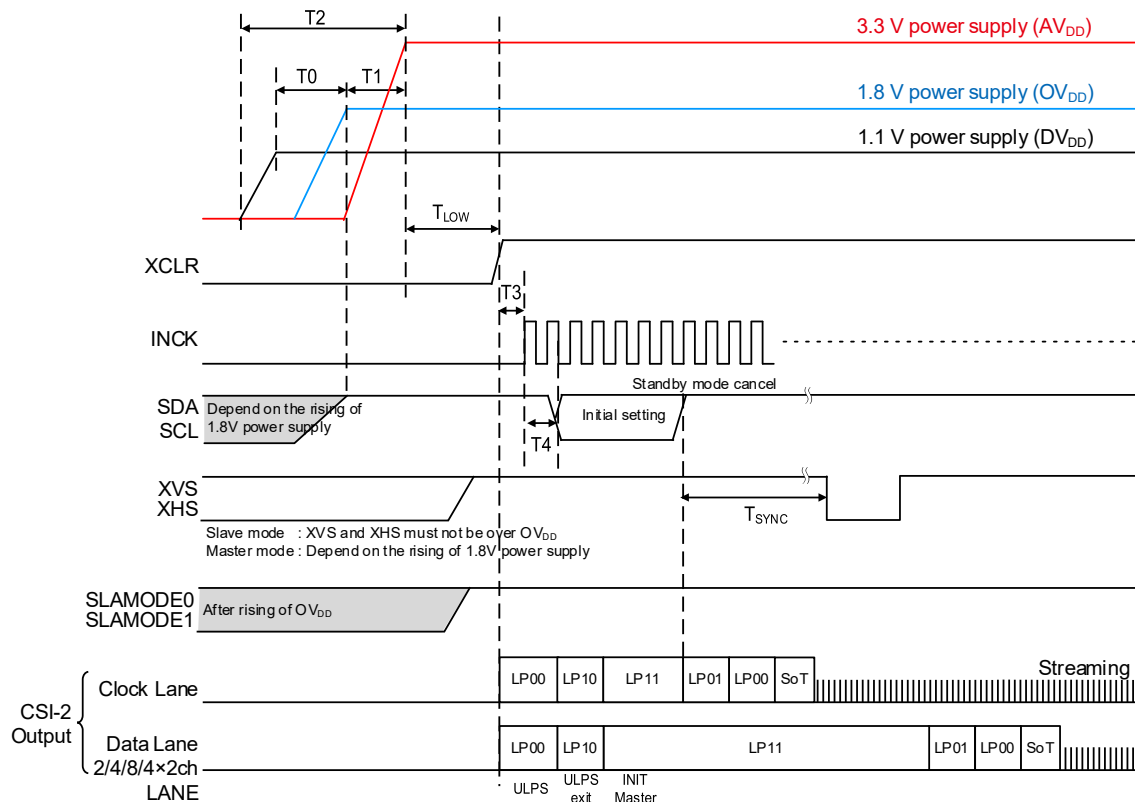 T2
3.3 V power supply (AVDD)
T0
T1
1.8 V power supply (OVDD)
1.1 V power supply (DVDD)
TLOW
XCLR
T3
INCK
Standby mode cancel
SDA
SCL
Depend on the rising of
1.8V power supply
Initial setting
T4
XVS
XHS
TSYNC
Slave mode : XVS and XHS must not be over OVDD
Master mode : Depend on the rising of 1.8V power supply
SLAMODE0
SLAMODE1
After rising of OVDD
CSI-2
Output
Clock Lane
LP00 LP10 LP11 LP01 LP00 SoT
Streaming
Data Lane
2/4/8/4×2ch
LANE
LP00 LP10 LP11 LP01 LP00 SoT
ULPS
ULPS
exit
INIT
Master